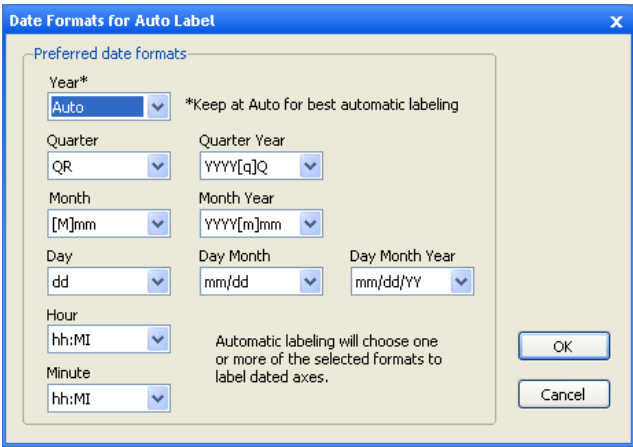 Date Formats for Auto Label
x
Preferred date formats
Year*
Auto
*Keep at Auto for best automatic labeling
Quarter
Quarter Year
QR
YYYY[q]Q
Month
Month Year
[M]mm
YYYY[m]mm
Day
Day Month
Day Month Year
dd
mm/dd
mm/dd/YY
Hour
hh:MI
Automatic labeling will choose one
or more of the selected formats to
label dated axes.
Minute
hh:MI
OK
Cancel